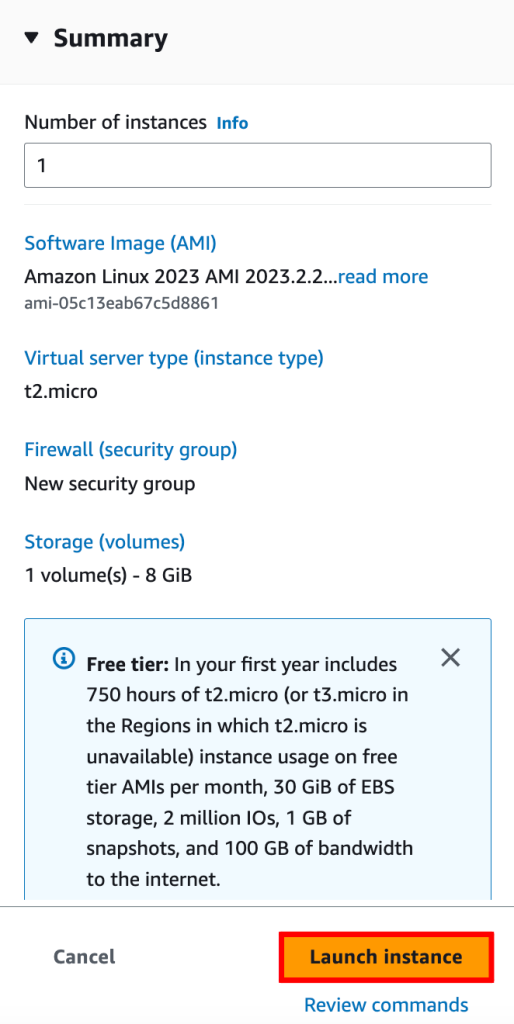 Summary
Number of instances Info
1
Software Image (AMI)
Amazon Linux 2023 AMI 2023.2.2...read more
ami-05c13eab67c5d8861
Virtual server type (instance type)
t2.micro
Firewall (security group)
New security group
Storage (volumes)
1 volume(s) - 8 GiB
Free tier: In your first year includes
750 hours of t2.micro (or t3.micro in
the Regions in which t2.micro is
unavailable) instance usage on free
tier AMIs per month, 30 GiB of EBS
storage, 2 million IOs, 1 GB of
snapshots, and 100 GB of bandwidth
to the internet.
Cancel
Launch instance
Review commands